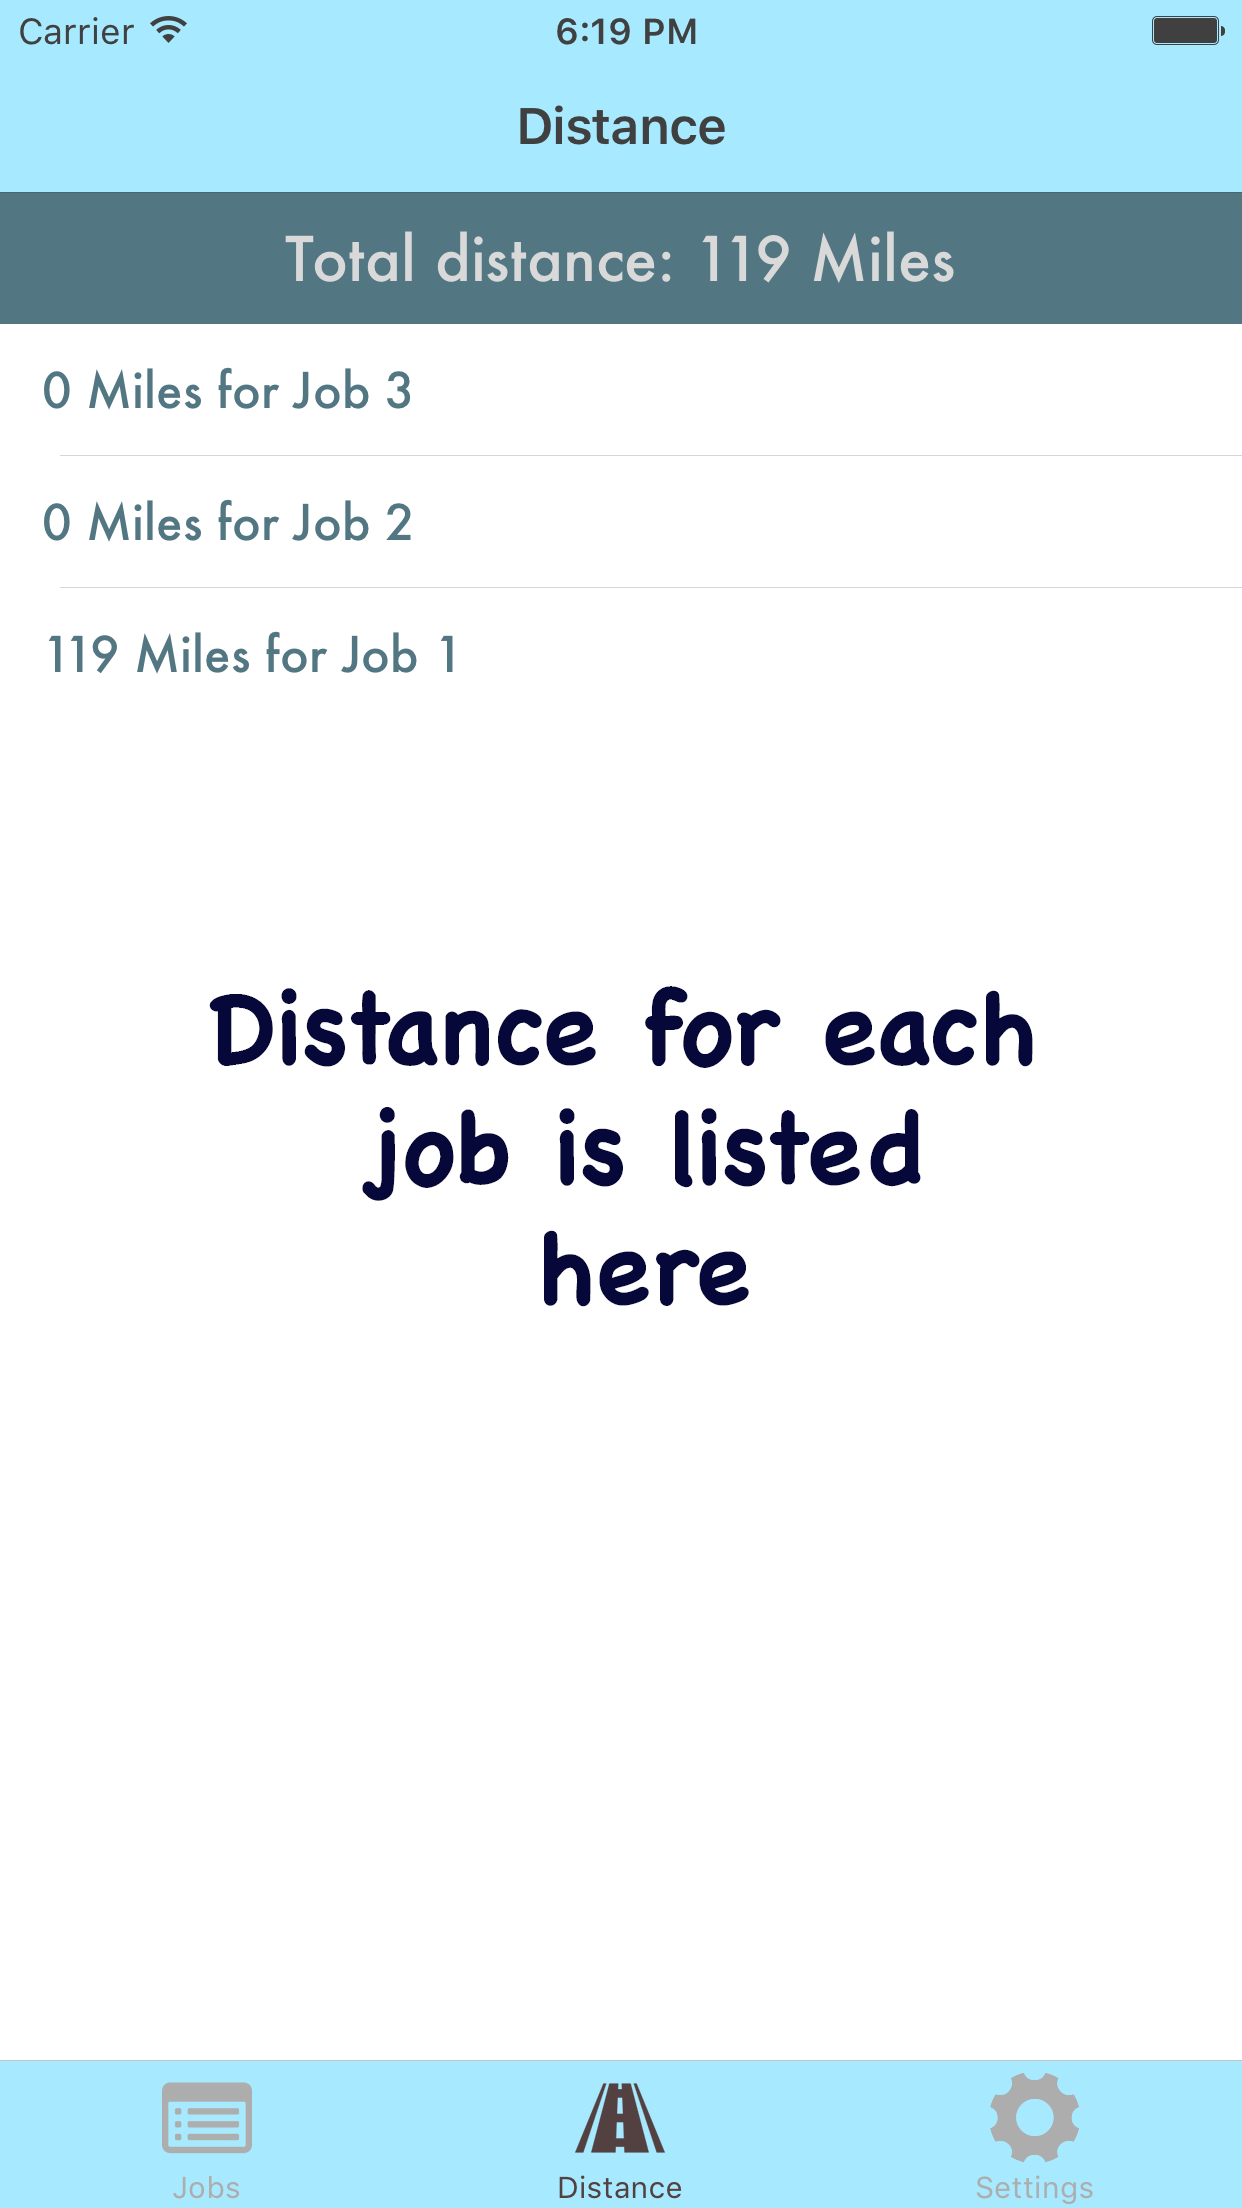 Carrier
6:19 PM
Distance
Total distance: 119 Miles
0 Miles for Job 3
0 Miles for Job 2
119 Miles for Job 1
Distance for each
job is listed
here
Jobs
Distance
Settings